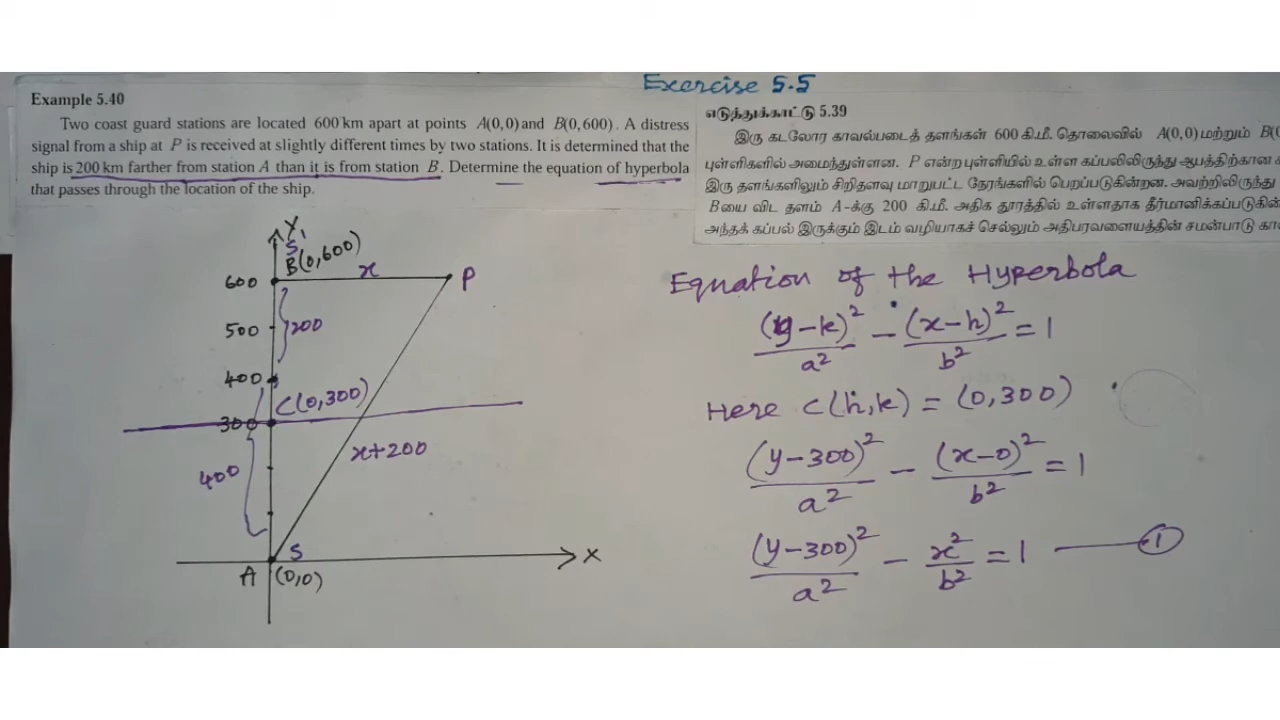 Exercise 5.5
Example 5.40
Two coast guard stations are located 600 km apart at points A(0,0) and B(0,600). A distress
signal from a ship at P is received at slightly different times by two stations. It is determined that the
ship is 200 km farther from station A than it is from station B. Determine the equation of hyperbola
that passes through the location of the ship.
எடுத்துக்காட்டு 5.39
இரு கடலோர காவல்படைத் தளங்கள் 600 கி.மீ. தொலைவில் A(0,0) மற்றும்
புள்ளிகளில் அமைந்துள்ளன. P என்ற புள்ளியில் உள்ள கப்பலிலிருந்து ஆபத்திற்கான
இரு தளங்களிலும் சிறிதளவு மாறுபட்ட நேரங்களில் பெறப்படுகின்றன. அவற்றிலிருந்து
Bயை விட தளம் A-க்கு 200 கி.மீ. அதிக தூரத்தில் உள்ளதாக
அந்தக் கப்பல் இருக்கும் இடம் வழியாகச் செல்லும் அதிபரவளையத்தின் சமன்பாடு
Y
S'
B(0,600)
x
600
P
200
500
400
C(0,300)
300
x+200
400
S
X
A (0,0)
Equation of the Hyperbola
(y-k)²/a² - (x-h)²/b² = 1
Here C(h,k) = (0,300)
(y-300)²/a² - (x-0)²/b² = 1
(y-300)²/a² - x²/b² = 1 —— 1